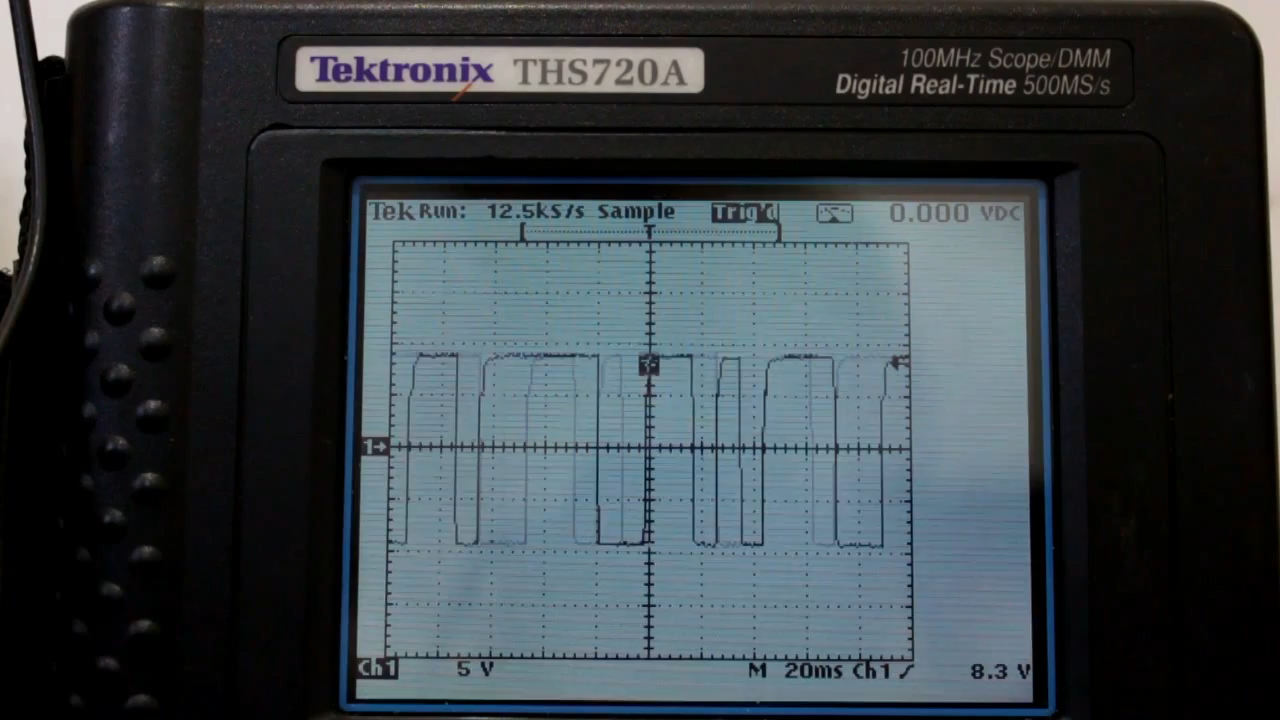 Tektronix THS720A
100MHz Scope/DMM
Digital Real-Time 500MS/s
Tek Run: 12.5kS/s Sample Trig'd 0.000 VDC
T
T
1→
Ch1 5 V M 20ms Ch1 8.3 V